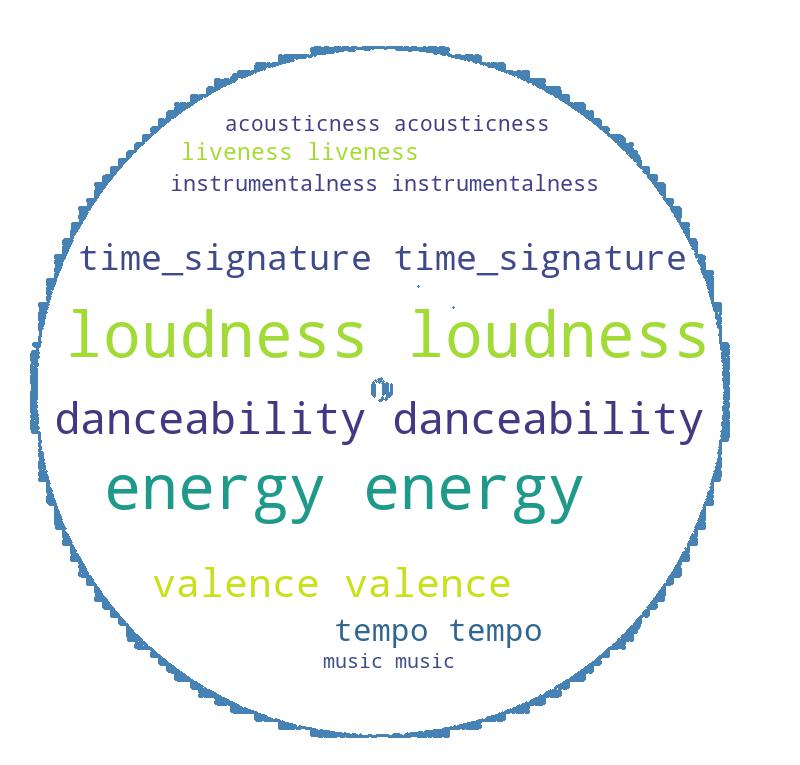 acousticness acousticness
liveness liveness
instrumentalness instrumentalness
time_signature time_signature
loudness loudness
danceability danceability
energy energy
valence valence
tempo tempo
music music